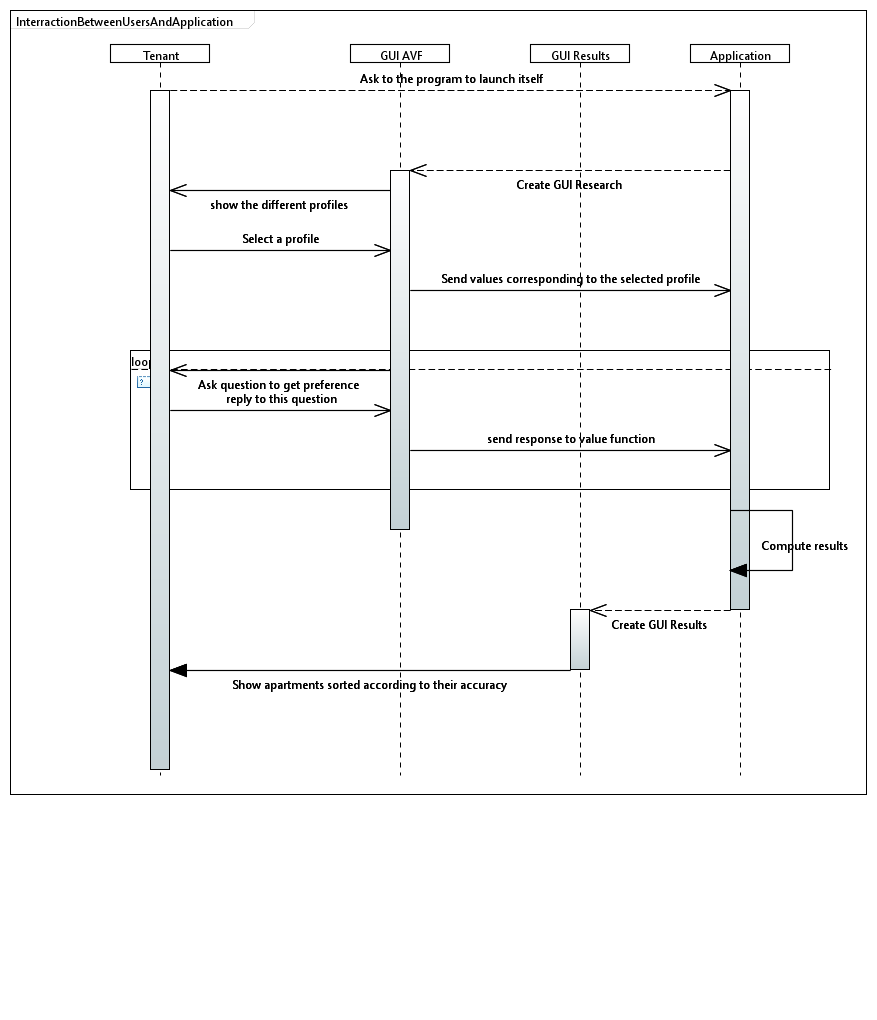 InterractionBetweenUsersAndApplication
Tenant
GUI AVF
GUI Results
Application
Ask to the program to launch itself
Create GUI Research
show the different profiles
Select a profile
Send values corresponding to the selected profile
loop
?
Ask question to get preference
reply to this question
send response to value function
Compute results
Create GUI Results
Show apartments sorted according to their accuracy